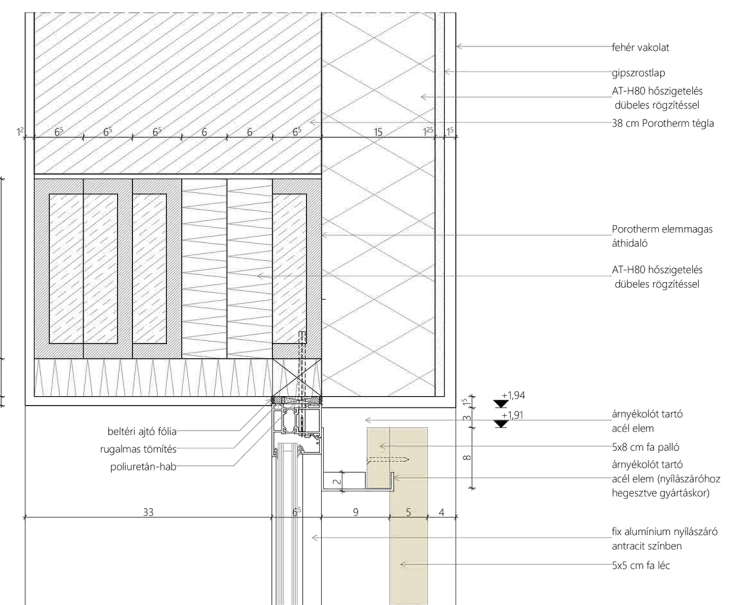 fehér vakolat
gipszrostlap
AT-H80 hőszigetelés
dübeles rögzítéssel
38 cm Porotherm tégla
1²
6⁵
6⁵
6⁵
6
6
6⁵
15
1²⁵
1⁵
Porotherm elemmagas
áthidaló
AT-H80 hőszigetelés
dübeles rögzítéssel
+1,94
+1,91
1⁵
3
8
2
beltéri ajtó fólia
rugalmas tömítés
poliuretán-hab
árnyékolót tartó
acél elem
5x8 cm fa palló
árnyékolót tartó
acél elem (nyílászáróhoz
hegesztve gyártáskor)
33
6⁵
9
5
4
fix alumínium nyílászáró
antracit színben
5x5 cm fa léc